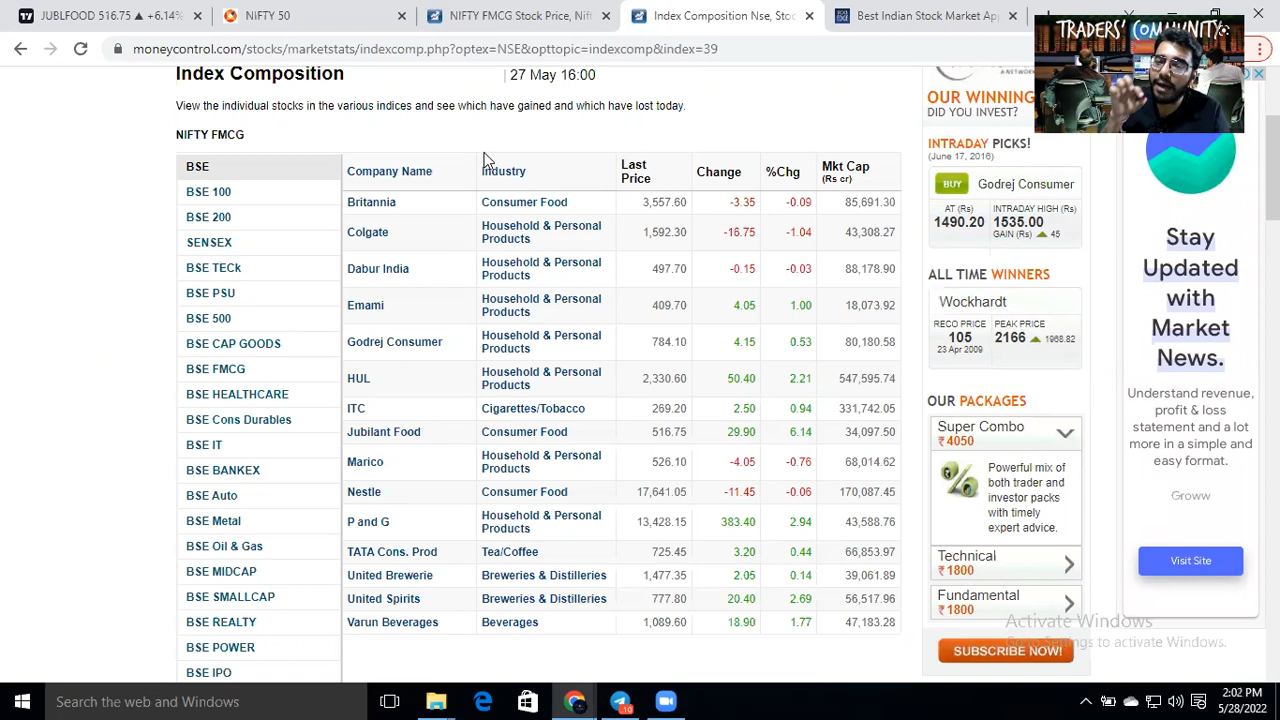 JUBLFOOD 516.75 ▲ +6.14% ×
NIFTY 50 ×
NIFTY FMCG Stock Price, Nift ×
Index Composition Nse, Stoc ×
Best Indian Stock Market Ap ×
moneycontrol.com/stocks/marketstats/indexcomp.php?optex=NSE&opttopic=indexcomp&index=39
TRADERS' COMMUNITY
Index Composition
27 May 16:00
View the individual stocks in the various indices and see which have gained and which have lost today.
NIFTY FMCG
BSE
BSE 100
BSE 200
SENSEX
BSE TECk
BSE PSU
BSE 500
BSE CAP GOODS
BSE FMCG
BSE HEALTHCARE
BSE Cons Durables
BSE IT
BSE BANKEX
BSE Auto
BSE Metal
BSE Oil & Gas
BSE MIDCAP
BSE SMALLCAP
BSE REALTY
BSE POWER
BSE IPO
Company Name Industry Last Price Change %Chg Mkt Cap (Rs cr)
Britannia Consumer Food 3,557.60 -3.35 -0.09 85,691.30
Colgate Household & Personal Products 1,592.30 -16.75 -1.04 43,308.27
Dabur India Household & Personal Products 497.70 -0.15 -0.03 88,178.90
Emami Household & Personal Products 409.70 4.05 1.00 18,073.92
Godrej Consumer Household & Personal Products 784.10 4.15 0.53 80,180.58
HUL Household & Personal Products 2,330.60 50.40 2.21 547,595.74
ITC Cigarettes/Tobacco 269.20 2.50 0.94 331,742.05
Jubilant Food Consumer Food 516.75 29.90 6.14 34,097.50
Marico Household & Personal Products 526.10 -4.05 -0.76 68,014.62
Nestle Consumer Food 17,641.05 -11.45 -0.06 170,087.45
P and G Household & Personal Products 13,428.15 383.40 2.94 43,588.76
TATA Cons. Prod Tea/Coffee 725.45 3.20 0.44 66,853.97
United Brewerie Breweries & Distilleries 1,477.35 2.05 0.14 39,061.89
United Spirits Breweries & Distilleries 777.80 20.40 2.69 56,517.96
Varun Beverages Beverages 1,089.60 18.90 1.77 47,183.28
OUR WINNING
DID YOU INVEST?
INTRADAY PICKS!
(June 17, 2016)
BUY Godrej Consumer
AT (Rs) INTRADAY HIGH (Rs)
1490.20 1535.00
GAIN (Rs) ▲ 45
ALL TIME WINNERS
Wockhardt
RECO PRICE PEAK PRICE
105 2166 ▲ 1968.82
23 Apr 2009
OUR PACKAGES
Super Combo
₹ 4050
Powerful mix of
both trader and
investor packs
with timely
expert advice.
Technical
₹ 1800
Fundamental
₹ 1800
SUBSCRIBE NOW!
Stay
Updated
with
Market
News.
Understand revenue,
profit & loss
statement and a lot
more in a simple and
easy format.
Groww
Visit Site
Activate Windows
Go to Settings to activate Windows.
Search the web and Windows
2:02 PM
5/28/2022